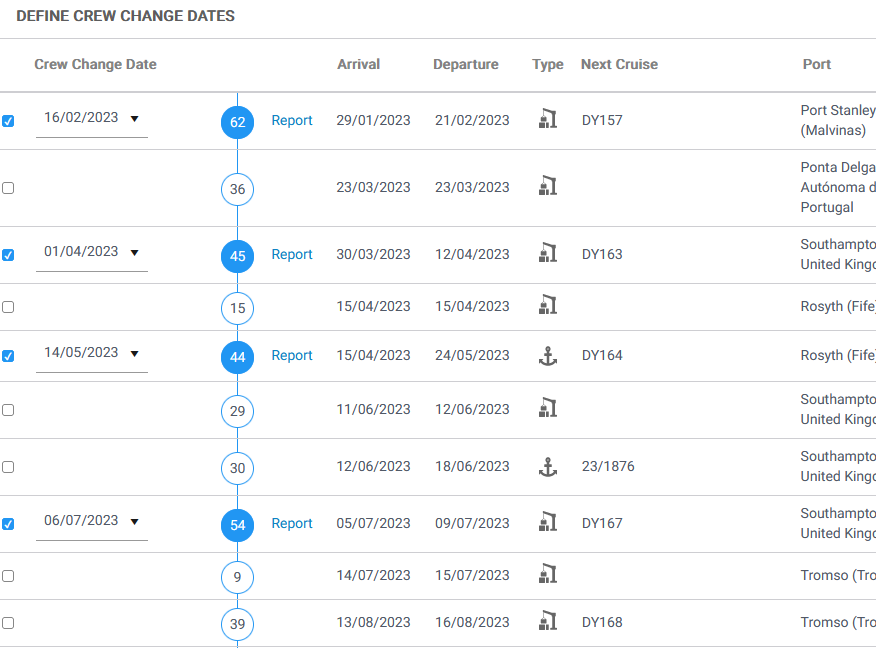 DEFINE CREW CHANGE DATES
Crew Change Date Arrival Departure Type Next Cruise Port
16/02/2023 62 Report 29/01/2023 21/02/2023 DY157 Port Stanley
(Malvinas)
36 23/03/2023 23/03/2023 Ponta Delga
Autónoma d
Portugal
01/04/2023 45 Report 30/03/2023 12/04/2023 DY163 Southampto
United Kingd
15 15/04/2023 15/04/2023 Rosyth (Fife)
14/05/2023 44 Report 15/04/2023 24/05/2023 DY164 Rosyth (Fife)
29 11/06/2023 12/06/2023 Southampto
United Kingd
30 12/06/2023 18/06/2023 23/1876 Southampto
United Kingd
06/07/2023 54 Report 05/07/2023 09/07/2023 DY167 Southampto
United Kingd
9 14/07/2023 15/07/2023 Tromso (Tro
39 13/08/2023 16/08/2023 DY168 Tromso (Tro